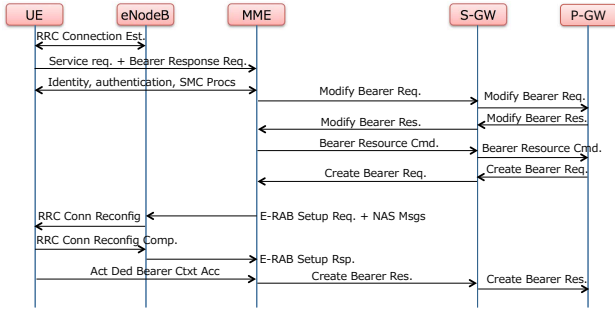 UE
eNodeB
MME
S-GW
P-GW
RRC Connection Est.
Service req. + Bearer Response Req.
Identity, authentication, SMC Procs
Modify Bearer Req.
Modify Bearer Req.
Modify Bearer Res.
Modify Bearer Res.
Bearer Resource Cmd.
Bearer Resource Cmd.
Create Bearer Req.
Create Bearer Req.
RRC Conn Reconfig
E-RAB Setup Req. + NAS Msgs
RRC Conn Reconfig Comp.
E-RAB Setup Rsp.
Act Ded Bearer Ctxt Acc
Create Bearer Res.
Create Bearer Res.